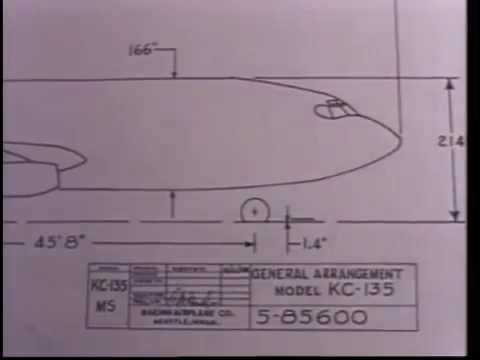 166"
214
45'8"
1.4"
KC-135
MS
GENERAL ARRANGEMENT
MODEL KC-135
BOEING AIRPLANE CO.
SEATTLE, WASH.
5-85600